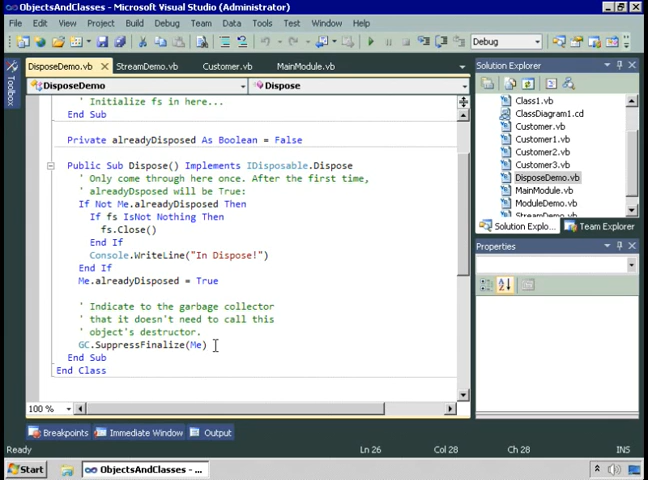 ObjectsAndClasses - Microsoft Visual Studio (Administrator)
File Edit View Project Build Debug Team Data Tools Test Window Help
Debug
Toolbox
DisposeDemo.vb StreamDemo.vb Customer.vb MainModule.vb
DisposeDemo Dispose
' Initialize fs in here...
End Sub
Private alreadyDisposed As Boolean = False
Public Sub Dispose() Implements IDisposable.Dispose
' Only come through here once. After the first time,
' alreadyDsposed will be True:
If Not Me.alreadyDisposed Then
If fs IsNot Nothing Then
fs.Close()
End If
Console.WriteLine("In Dispose!")
End If
Me.alreadyDisposed = True
' Indicate to the garbage collector
' that it doesn't need to call this
' object's destructor.
GC.SuppressFinalize(Me)
End Sub
End Class
100 %
Solution Explorer
Class1.vb
ClassDiagram1.cd
Customer.vb
Customer1.vb
Customer2.vb
Customer3.vb
DisposeDemo.vb
MainModule.vb
ModuleDemo.vb
StreamDemo.vb
Solution Explo... Team Explorer
Properties
Breakpoints Immediate Window Output
Ready Ln 26 Col 28 Ch 28 INS
Start ObjectsAndClasses - ...